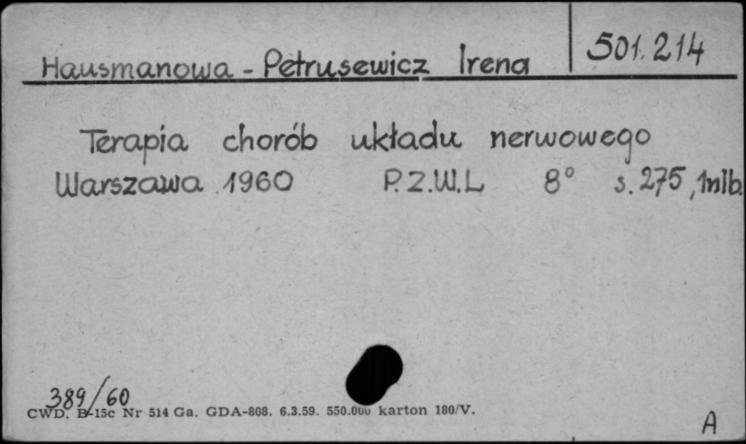 Hausmanowa - Petrusewicz Irena 501.214
Terapia chorób układu nerwowego
Warszawa 1960 P.Z.W.L 8° s. 275, 1nlb.
389/60
CWD. B-15c Nr 514 Ga. GDA-808. 6.3.59. 550.000 karton 180/V.
A